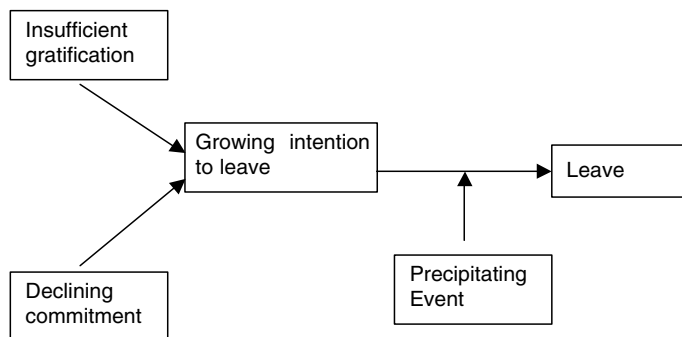 Insufficient
gratification
Growing intention
to leave
Leave
Declining
commitment
Precipitating
Event